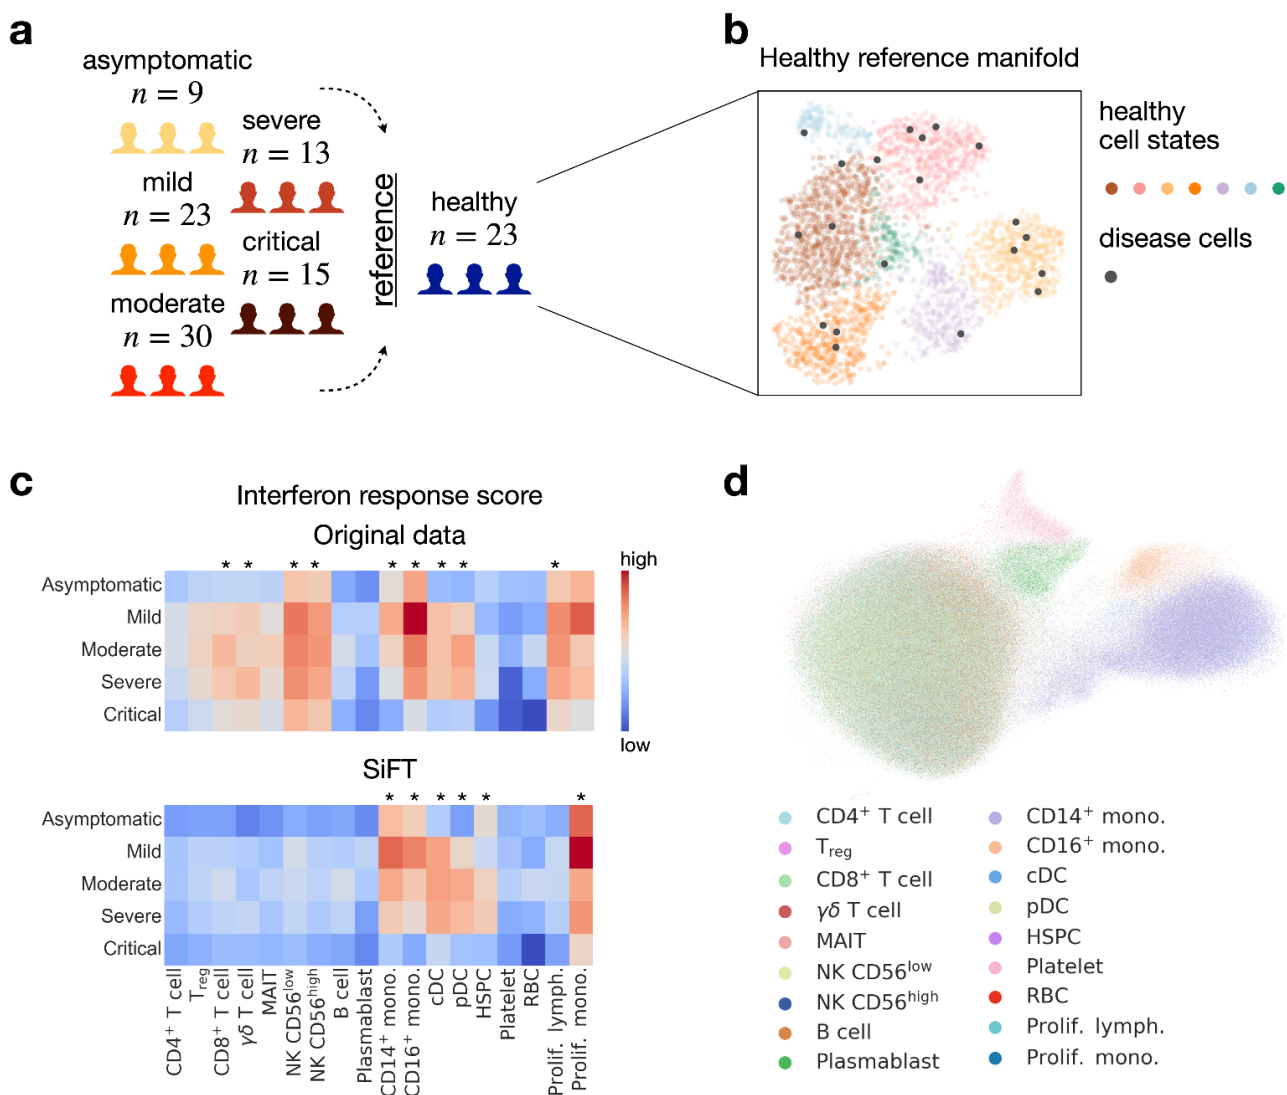 a
asymptomatic
n = 9
severe
n = 13
mild
n = 23
critical
n = 15
moderate
n = 30
reference
healthy
n = 23
b
Healthy reference manifold
healthy
cell states
disease cells
c
Interferon response score
Original data
* * * * * * * * *
Asymptomatic
Mild
Moderate
Severe
Critical
high
low
SiFT
* * * * * *
Asymptomatic
Mild
Moderate
Severe
Critical
CD4⁺ T cell
Treg
CD8⁺ T cell
γδ T cell
MAIT
NK CD56ˡᵒʷ
NK CD56ʰⁱᵍʰ
B cell
Plasmablast
CD14⁺ mono.
CD16⁺ mono.
cDC
pDC
HSPC
Platelet
RBC
Prolif. lymph.
Prolif. mono.
d
CD4⁺ T cell
Treg
CD8⁺ T cell
γδ T cell
MAIT
NK CD56ˡᵒʷ
NK CD56ʰⁱᵍʰ
B cell
Plasmablast
CD14⁺ mono.
CD16⁺ mono.
cDC
pDC
HSPC
Platelet
RBC
Prolif. lymph.
Prolif. mono.